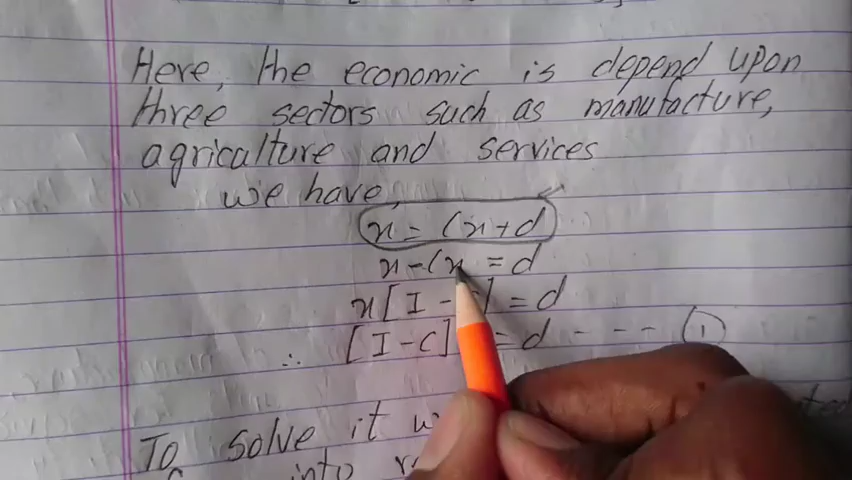 Here, the economic is depend upon
three sectors such as manufacture,
agriculture and services
we have,
x = Cx + d
x - Cx = d
x [ I - ] = d
∴ [ I - C ] = d - - - ①
To solve it
into